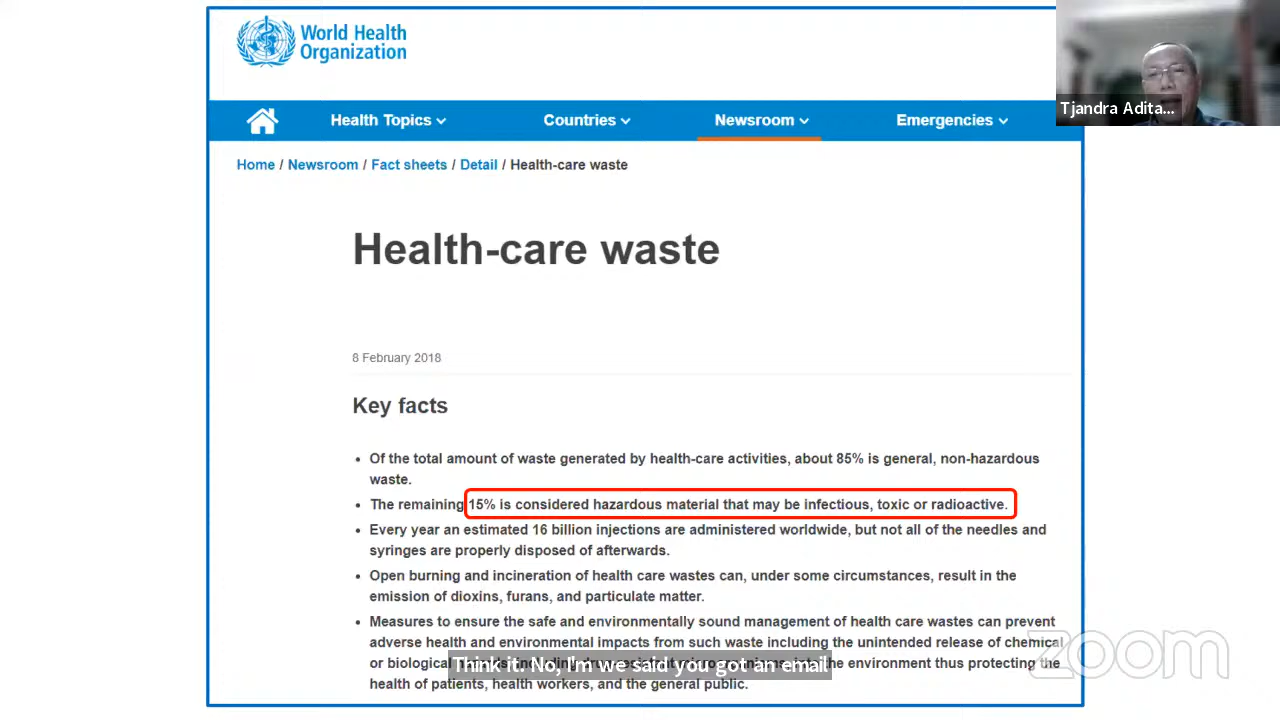 World Health
Organization
Tjandra Adita...
Health Topics
Countries
Newsroom
Emergencies
Home / Newsroom / Fact sheets / Detail / Health-care waste
Health-care waste
8 February 2018
Key facts
• Of the total amount of waste generated by health-care activities, about 85% is general, non-hazardous
waste.
• The remaining 15% is considered hazardous material that may be infectious, toxic or radioactive.
• Every year an estimated 16 billion injections are administered worldwide, but not all of the needles and
syringes are properly disposed of afterwards.
• Open burning and incineration of health care wastes can, under some circumstances, result in the
emission of dioxins, furans, and particulate matter.
• Measures to ensure the safe and environmentally sound management of health care wastes can prevent
adverse health and environmental impacts from such waste including the unintended release of chemical
or biological the environment thus protecting the
health of patients, health workers, and the general public.
Think it. No, I'm we said you got an email
zoom